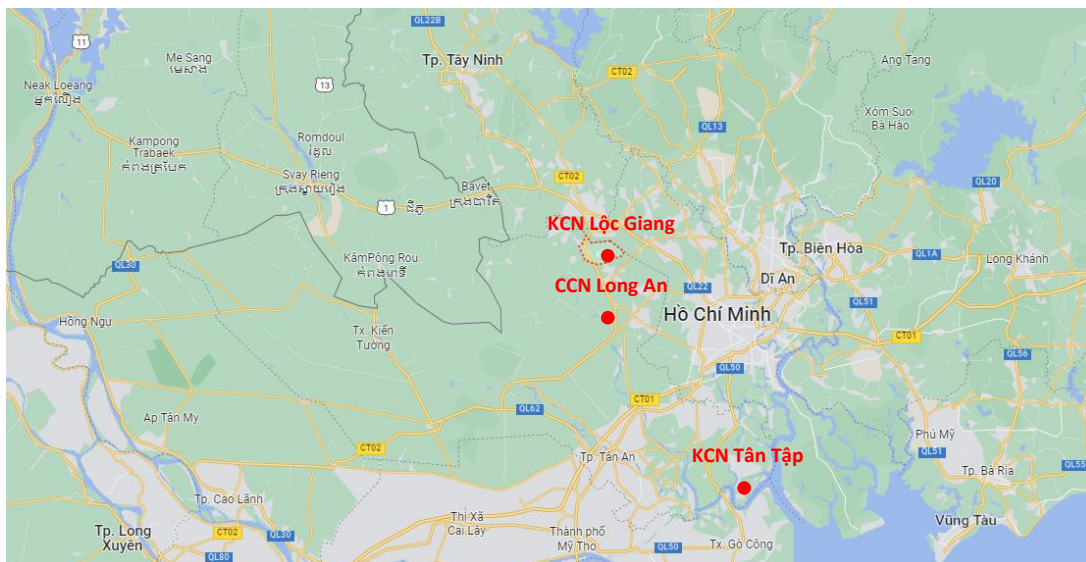 QL22B
11
Me Sang
មេសាង
Tp. Tây Ninh
CT02
Ang Tang
Neak Loeang
អ្នកលឿង
13
Xóm Suoi
Bà Hào
QL13
Kampong
Trabaek
កំពង់ត្របែក
Romdoul
រំដួល
Svay Rieng
ក្រុងស្វាយរៀង
CT02
QL20
Bavet
ក្រុងបាវិត
1
KCN Lộc Giang
Tp. Biên Hòa
QL1A
Long Khánh
QL30
KâmPóng Rou
កំពង់រោទិ៍
CCN Long An
QL22
Dĩ An
Hồ Chí Minh
QL51
Hồng Ngự
Tx. Kiến
Tường
CT01
QL56
QL50
CT01
QL62
Ap Tân My
CT02
Tp. Tân An
KCN Tân Tập
Phú Mỹ
QL51
Tp. Bà Rịa
QL55
Tp. Cao Lãnh
Tp. Long
Xuyên
CT02
QL30
Thị Xã
Cai Lậy
Thành phố
Mỹ Tho
Vũng Tàu
QL80
QL50
Tx. Gò Công